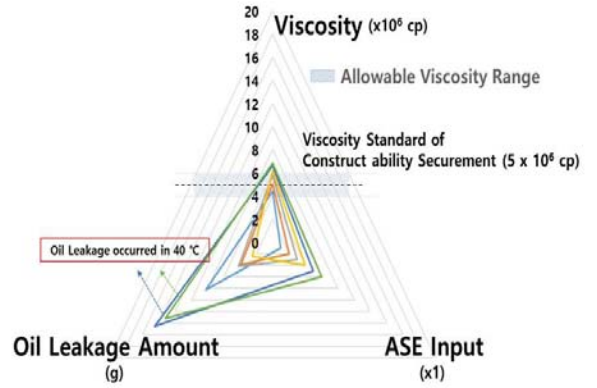 20
Viscosity (x10⁶ cp)
18
16
Allowable Viscosity Range
14
12
10
Viscosity Standard of
8
Construct ability Securement (5 x 10⁶ cp)
6
4
2
0
Oil Leakage occurred in 40 ℃
Oil Leakage Amount
(g)
ASE Input
(x1)